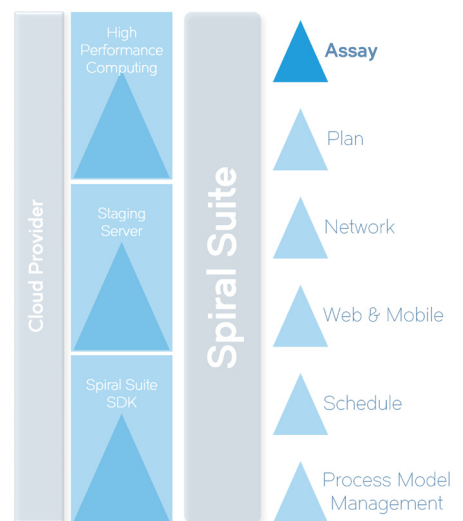 Cloud Provider
High
Performance
Computing
Staging
Server
Spiral Suite
SDK
Spiral Suite
Assay
Plan
Network
Web & Mobile
Schedule
Process Model
Management